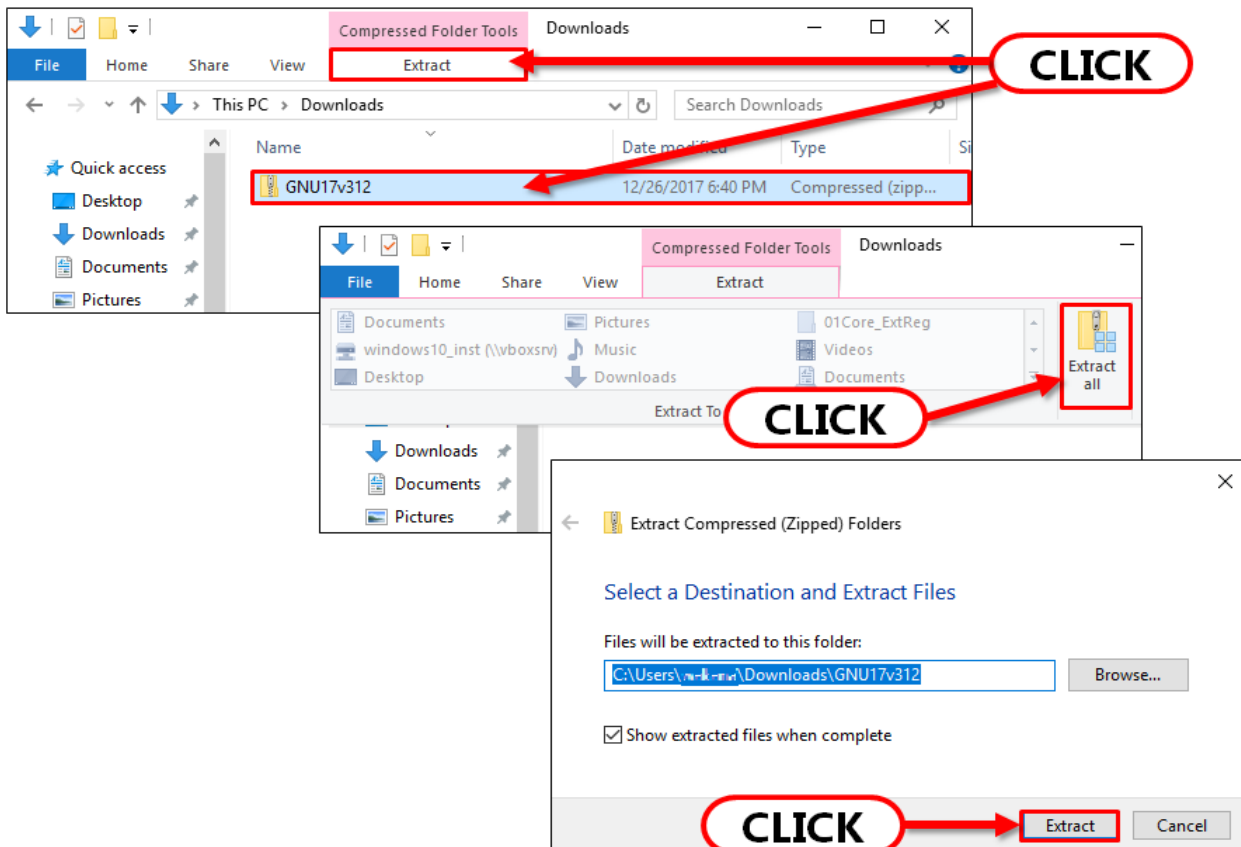 Compressed Folder Tools Downloads
File Home Share View Extract
CLICK
This PC Downloads Search Downloads
Name Date modified Type Si
Quick access
GNU17v312 12/26/2017 6:40 PM Compressed (zipp...
Desktop
Downloads
Documents
Pictures
Compressed Folder Tools Downloads
File Home Share View Extract
Documents Pictures 01Core_ExtReg
windows10_inst (\\vboxsrv) Music Videos
Desktop Downloads Documents
Extract all
Extract To
CLICK
Downloads
Documents
Pictures
Extract Compressed (Zipped) Folders
Select a Destination and Extract Files
Files will be extracted to this folder:
C:\Users\ \Downloads\GNU17v312 Browse...
Show extracted files when complete
CLICK
Extract Cancel